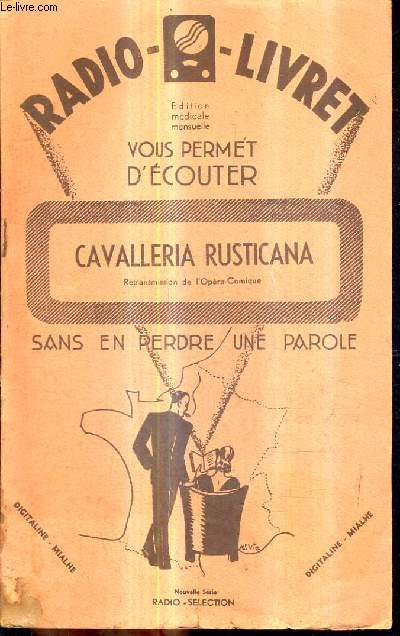 Le-livre.com
RADIO - LIVRET
Edition
médicale
mensuelle
VOUS PERMET
D'ÉCOUTER
CAVALLERIA RUSTICANA
Retransmission de l'Opéra-Comique
SANS EN PERDRE UNE PAROLE
DIGITALINE - MIALHE
DIGITALINE - MIALHE
Nouvelle Série
RADIO - SELECTION